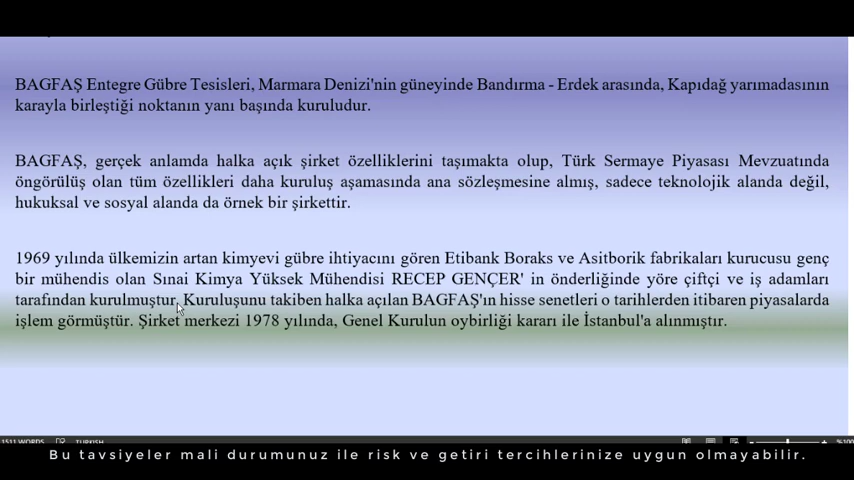 BAGFAŞ Entegre Gübre Tesisleri, Marmara Denizi'nin güneyinde Bandırma - Erdek arasında, Kapıdağ yarımadasının
karayla birleştiği noktanın yanı başında kuruludur.
BAGFAŞ, gerçek anlamda halka açık şirket özelliklerini taşımakta olup, Türk Sermaye Piyasası Mevzuatında
öngörülüş olan tüm özellikleri daha kuruluş aşamasında ana sözleşmesine almış, sadece teknolojik alanda değil,
hukuksal ve sosyal alanda da örnek bir şirkettir.
1969 yılında ülkemizin artan kimyevi gübre ihtiyacını gören Etibank Boraks ve Asitborik fabrikaları kurucusu genç
bir mühendis olan Sınai Kimya Yüksek Mühendisi RECEP GENÇER' in önderliğinde yöre çiftçi ve iş adamları
tarafından kurulmuştur. Kuruluşunu takiben halka açılan BAGFAŞ'ın hisse senetleri o tarihlerden itibaren piyasalarda
işlem görmüştür. Şirket merkezi 1978 yılında, Genel Kurulun oybirliği kararı ile İstanbul'a alınmıştır.
1511 WORDS TURKISH %100
Bu tavsiyeler mali durumunuz ile risk ve getiri tercihlerinize uygun olmayabilir.